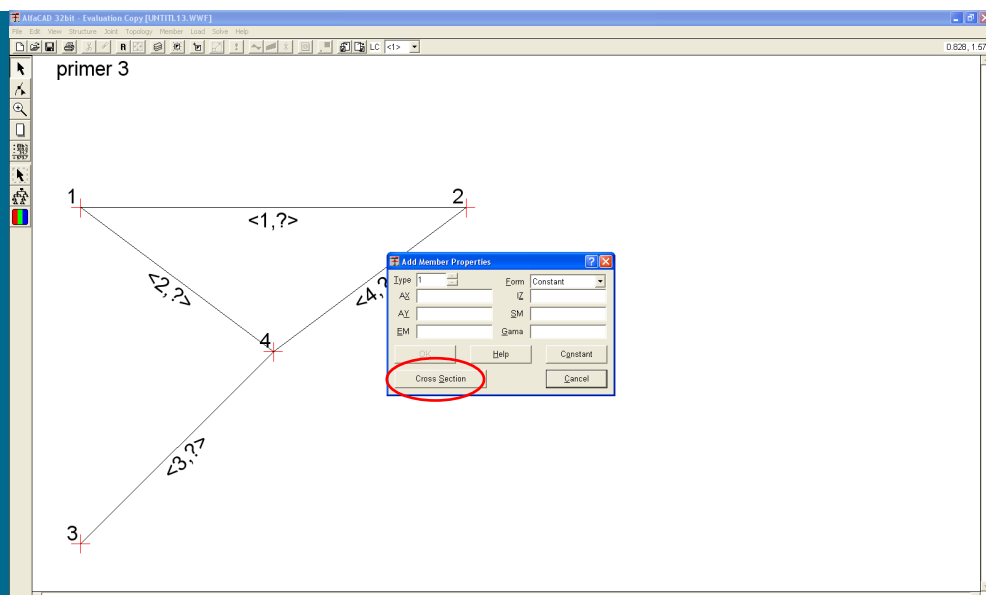 AlfaCAD 32bit - Evaluation Copy [UNTITL13.WWF]
File Edit View Structure Joint Topology Member Load Solve Help
R LC <1> 0.828, 1.57
primer 3
1 2
<1,?>
<2,?> <4,?
4
<3,?>
3
Add Member Properties
Type 1 Form Constant
AX IZ
AY SM
EM Gama
OK Help Constant
Cross Section Cancel